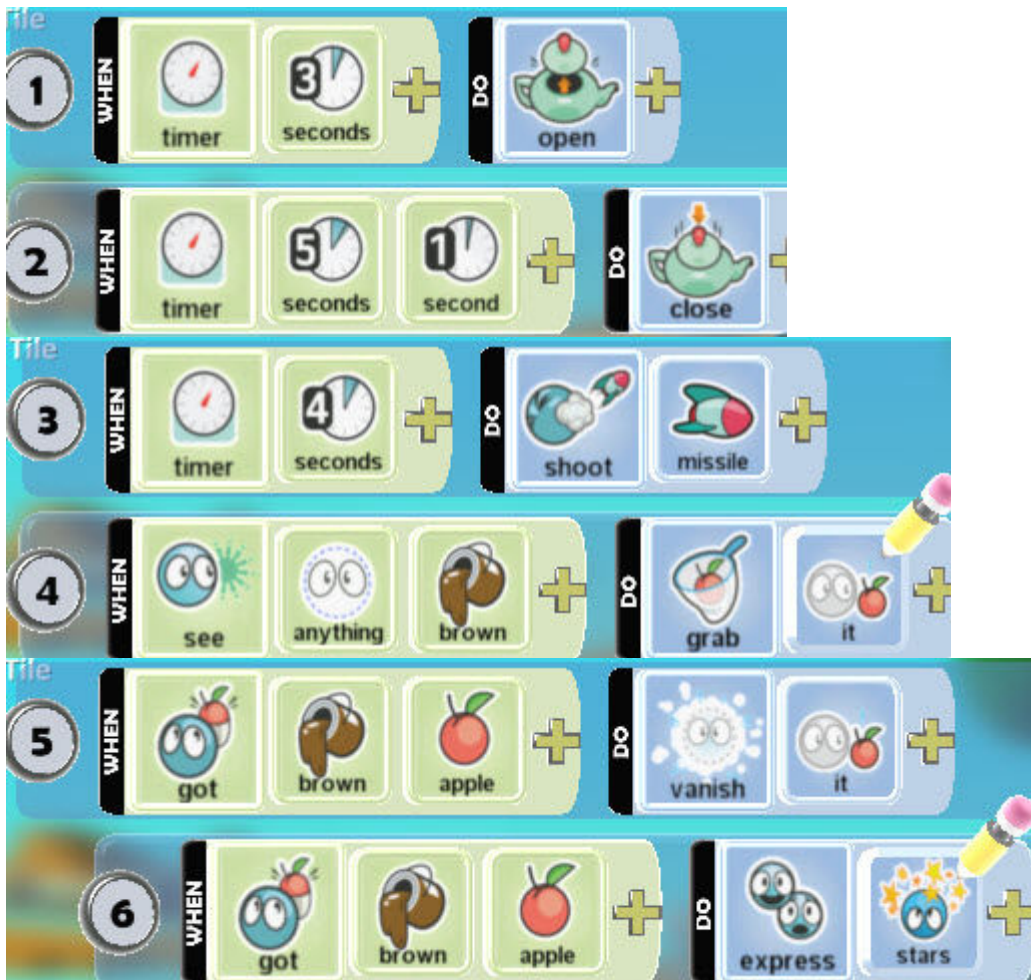 Tile
1 WHEN timer 3 seconds DO open
2 WHEN timer 5 seconds 1 second DO close
Tile
3 WHEN timer 4 seconds DO shoot missile
4 WHEN see anything brown DO grab it
Tile
5 WHEN got brown apple DO vanish it
6 WHEN got brown apple DO express stars